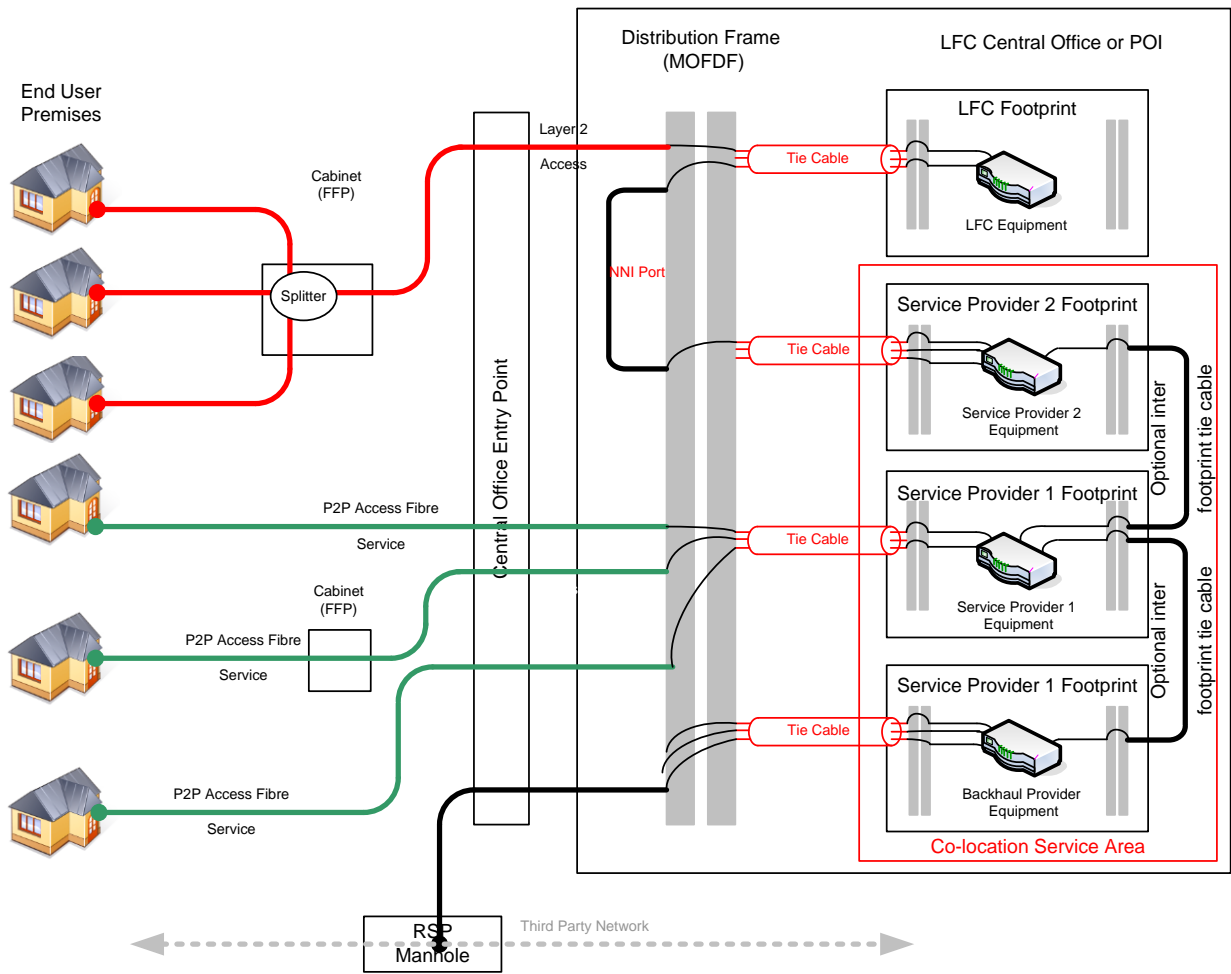 Distribution Frame
(MOFDF)
LFC Central Office or POI
End User
Premises
LFC Footprint
Layer 2
Access
Tie Cable
Cabinet
(FFP)
LFC Equipment
NNI Port
Splitter
Service Provider 2 Footprint
Tie Cable
Service Provider 2
Equipment
Optional inter
footprint tie cable
Central Office Entry Point
Service Provider 1 Footprint
P2P Access Fibre
Service
Tie Cable
Cabinet
(FFP)
Service Provider 1
Equipment
P2P Access Fibre
Service
Optional inter
footprint tie cable
Service Provider 1 Footprint
Tie Cable
P2P Access Fibre
Service
Backhaul Provider
Equipment
Co-location Service Area
Third Party Network
RSP
Manhole